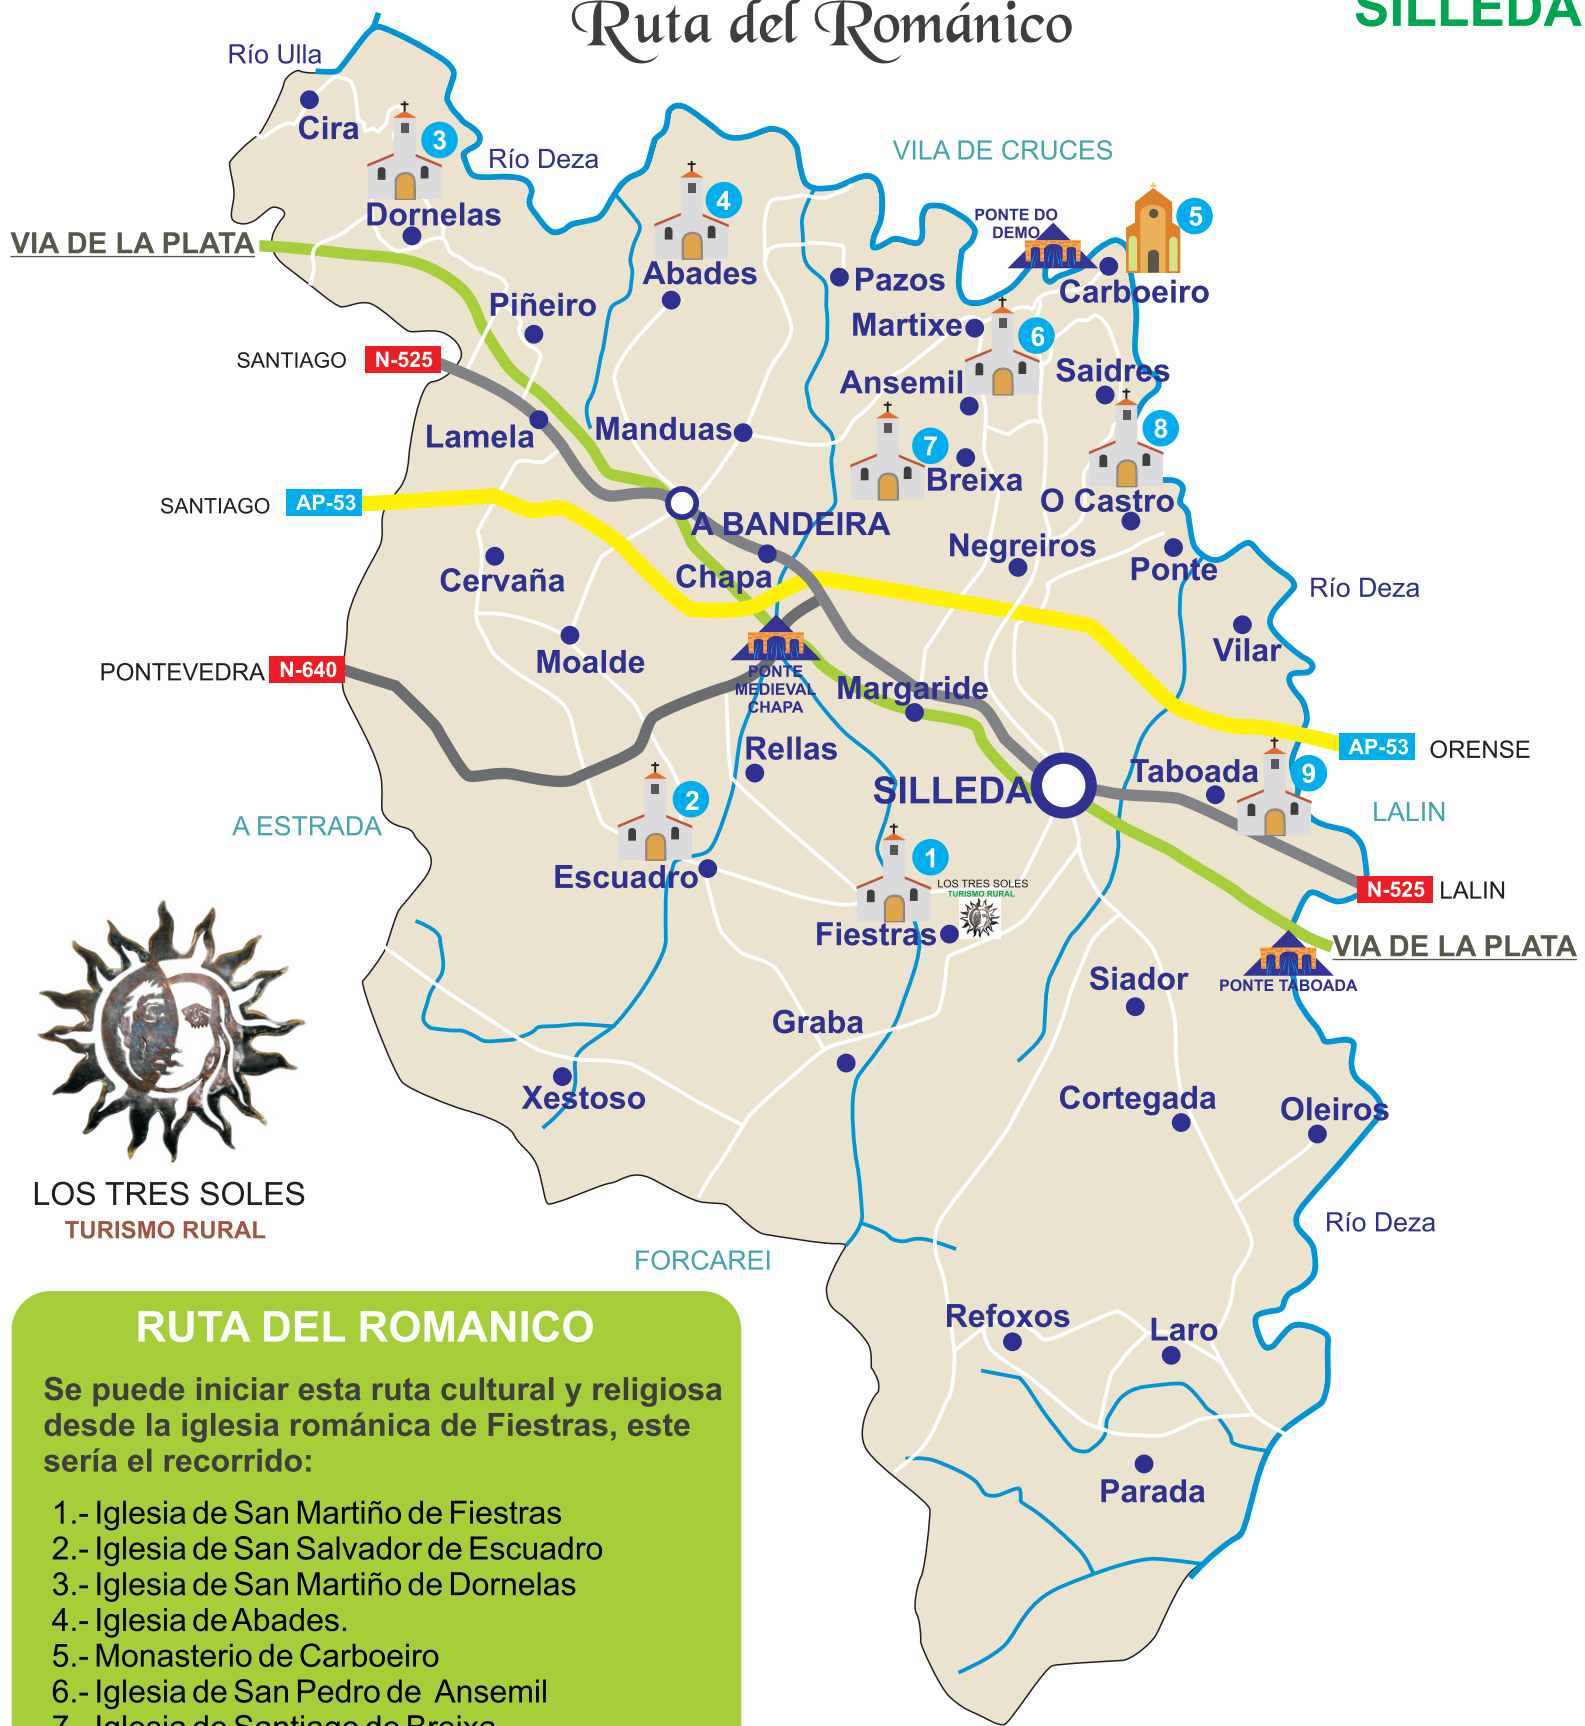 Ruta del Románico
SILLEDA
Río Ulla
Cira
3
Río Deza
VILA DE CRUCES
Dornelas
4
PONTE DO
DEMO
5
VIA DE LA PLATA
Abades
Pazos
Carboeiro
Piñeiro
Martixe
6
SANTIAGO N-525
Ansemil
Saidres
Lamela
Manduas
7
8
Breixa
SANTIAGO AP-53
O Castro
A BANDEIRA
Negreiros
Cervaña
Chapa
Ponte
Río Deza
Moalde
Vilar
PONTEVEDRA N-640
PONTE
MEDIEVAL
CHAPA
Margaride
Rellas
AP-53 ORENSE
Taboada
9
SILLEDA
2
A ESTRADA
LALIN
1
Escuadro
LOS TRES SOLES
TURISMO RURAL
N-525 LALIN
Fiestras
VIA DE LA PLATA
Siador
PONTE TABOADA
Graba
Xestoso
Cortegada
Oleiros
LOS TRES SOLES
TURISMO RURAL
Río Deza
FORCAREI
Refoxos
Laro
Parada
RUTA DEL ROMANICO
Se puede iniciar esta ruta cultural y religiosa
desde la iglesia románica de Fiestras, este
sería el recorrido:
1.- Iglesia de San Martiño de Fiestras
2.- Iglesia de San Salvador de Escuadro
3.- Iglesia de San Martiño de Dornelas
4.- Iglesia de Abades.
5.- Monasterio de Carboeiro
6.- Iglesia de San Pedro de Ansemil
7.- Iglesia de Santiago de Breixa